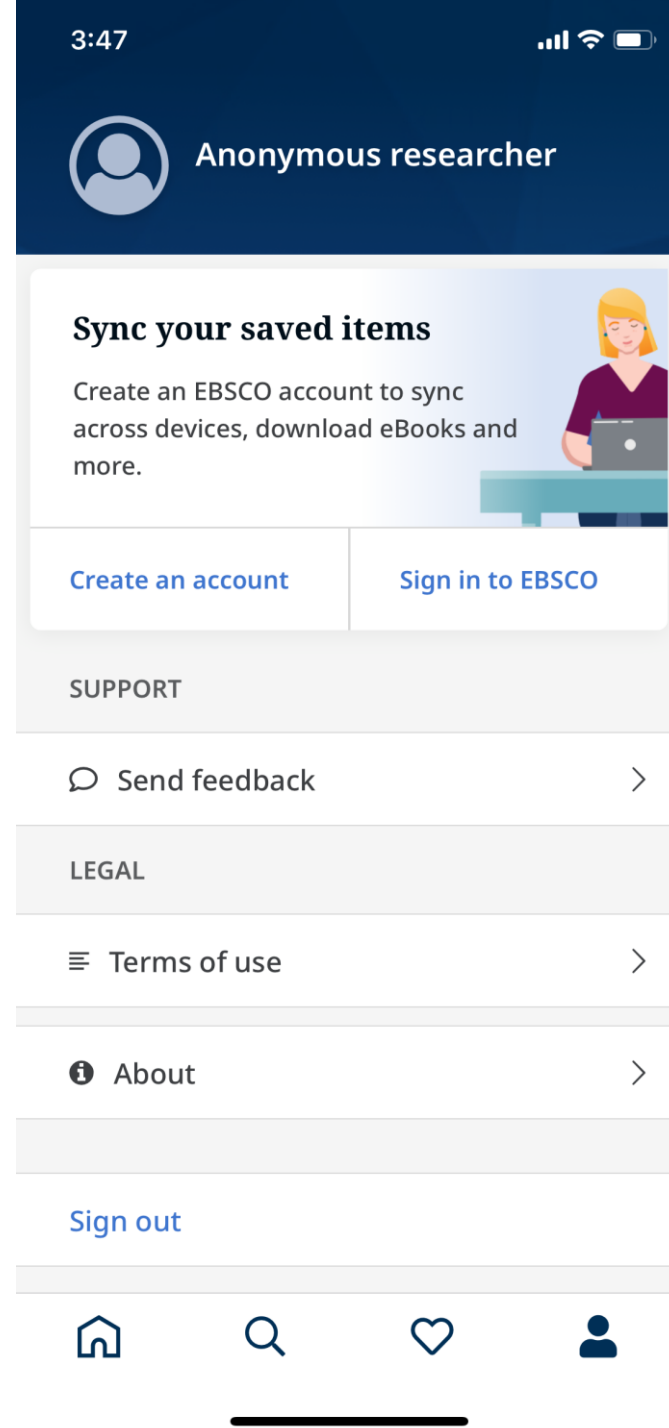 3:47
Anonymous researcher
Sync your saved items
Create an EBSCO account to sync
across devices, download eBooks and
more.
Create an account
Sign in to EBSCO
SUPPORT
Send feedback
LEGAL
Terms of use
About
Sign out